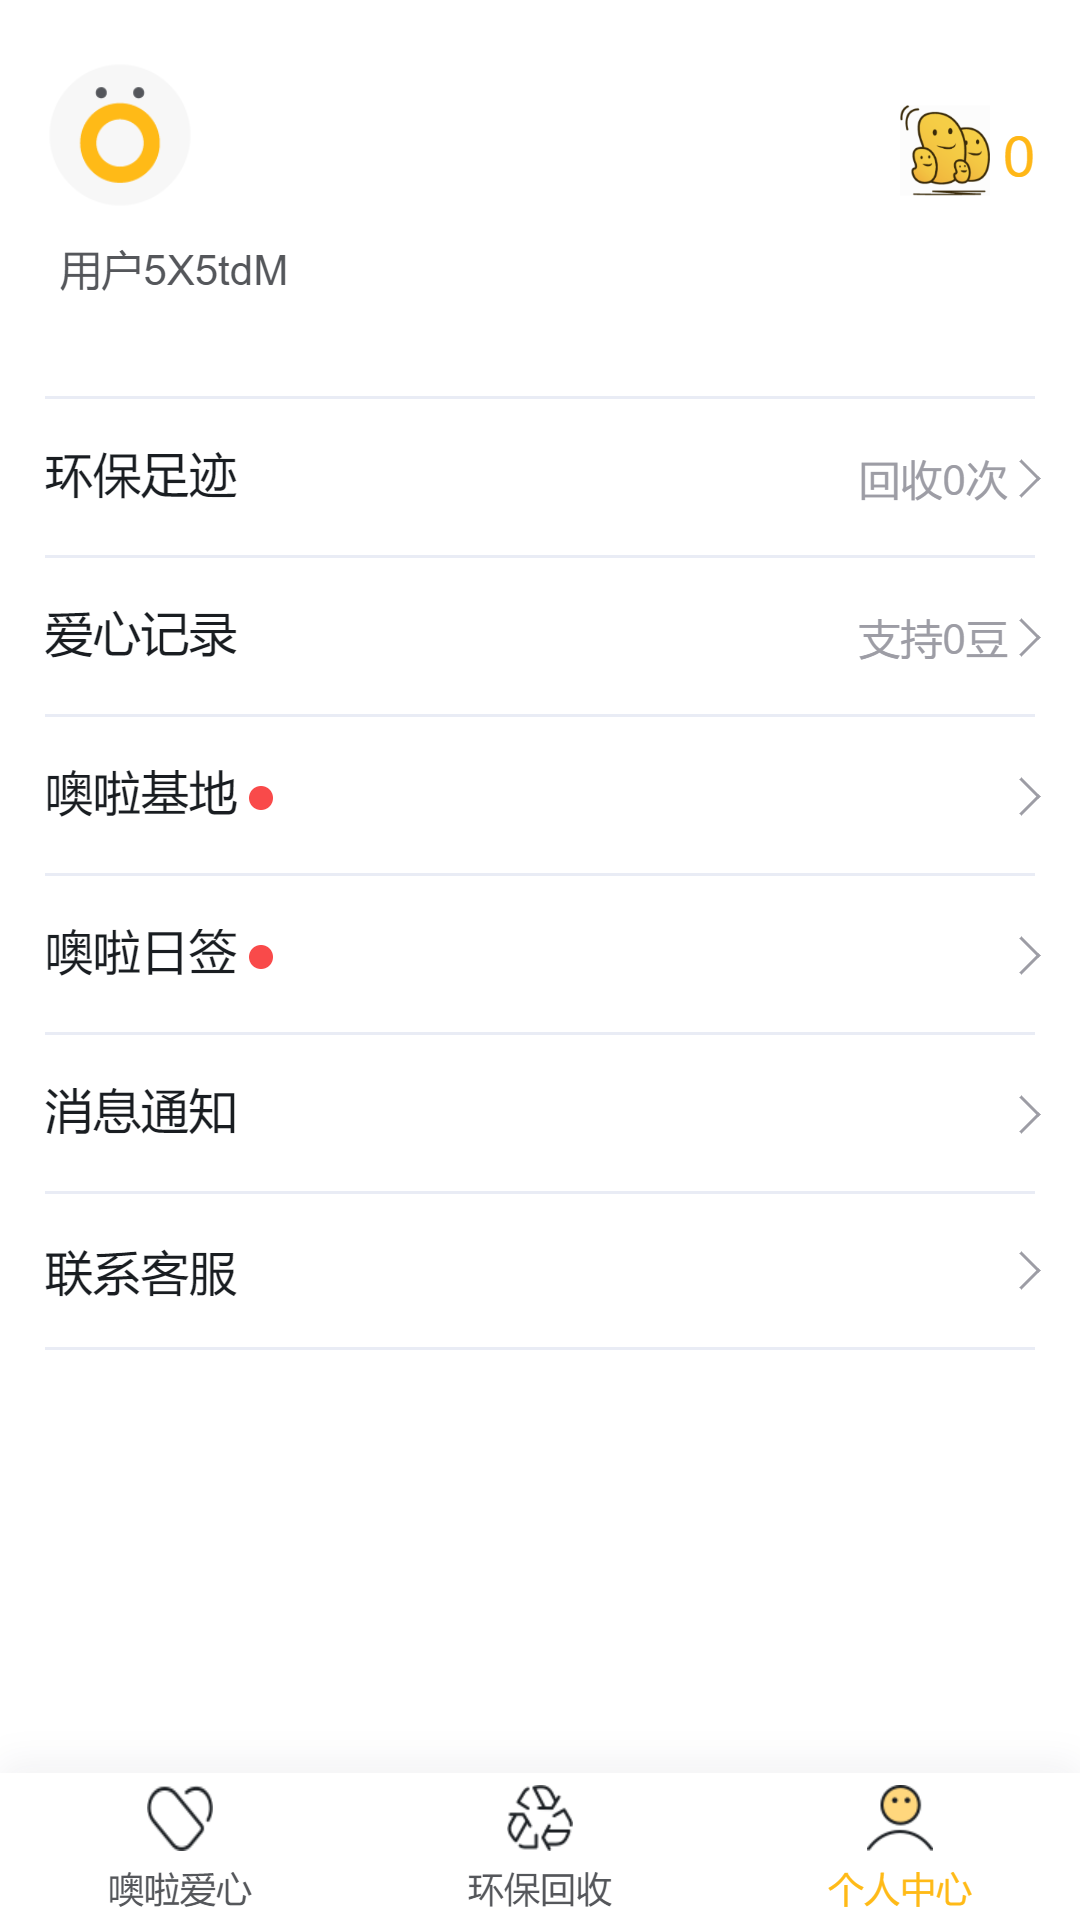 0
用户5X5tdM
环保足迹 回收0次
爱心记录 支持0豆
噢啦基地
噢啦日签
消息通知
联系客服
噢啦爱心 环保回收 个人中心